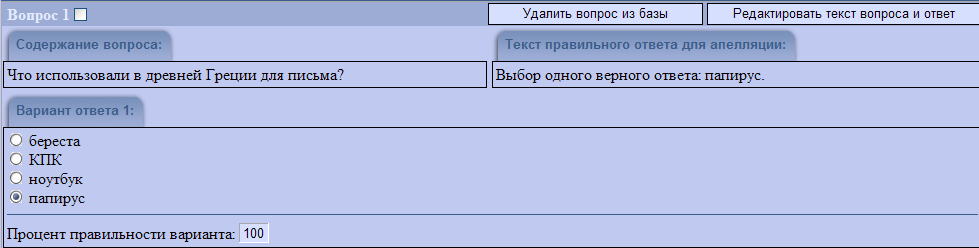 Вопрос 1
Удалить вопрос из базы
Редактировать текст вопроса и ответ
Содержание вопроса:
Текст правильного ответа для апелляции:
Что использовали в древней Греции для письма?
Выбор одного верного ответа: папирус.
Вариант ответа 1:
береста
КПК
ноутбук
папирус
Процент правильности варианта: 100